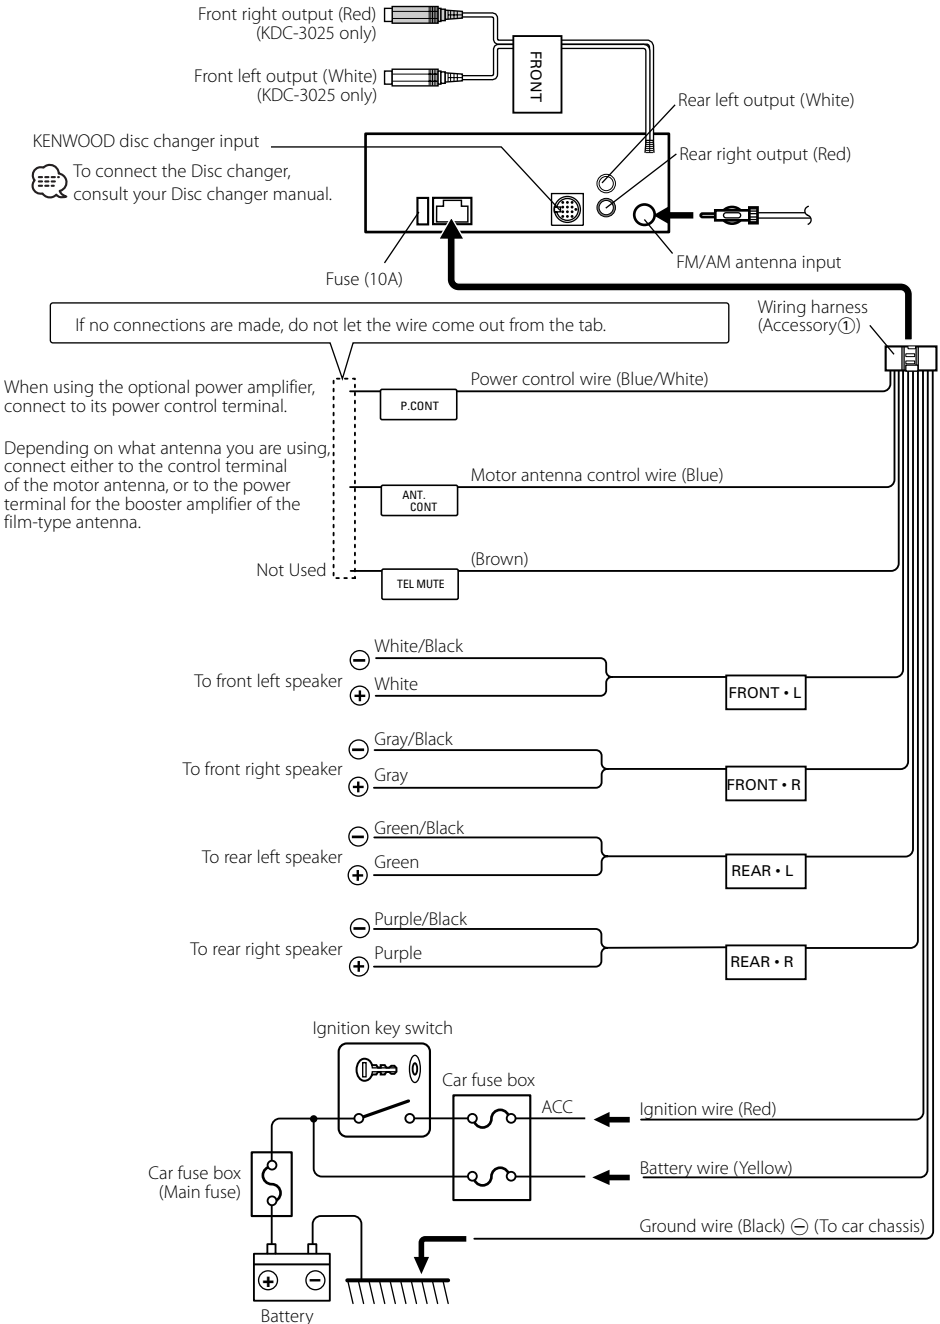 Front right output (Red)
(KDC-3025 only)
Front left output (White)
(KDC-3025 only)
FRONT
Rear left output (White)
KENWOOD disc changer input
Rear right output (Red)
To connect the Disc changer,
consult your Disc changer manual.
FM/AM antenna input
Fuse (10A)
Wiring harness
(Accessory①)
If no connections are made, do not let the wire come out from the tab.
When using the optional power amplifier,
connect to its power control terminal.
Power control wire (Blue/White)
P.CONT
Depending on what antenna you are using,
connect either to the control terminal
of the motor antenna, or to the power
terminal for the booster amplifier of the
film-type antenna.
Motor antenna control wire (Blue)
ANT.
CONT
Not Used
(Brown)
TEL MUTE
To front left speaker
⊖ White/Black
⊕ White
FRONT • L
To front right speaker
⊖ Gray/Black
⊕ Gray
FRONT • R
To rear left speaker
⊖ Green/Black
⊕ Green
REAR • L
To rear right speaker
⊖ Purple/Black
⊕ Purple
REAR • R
Ignition key switch
Car fuse box
ACC
Ignition wire (Red)
Car fuse box
(Main fuse)
Battery wire (Yellow)
Ground wire (Black) ⊖ (To car chassis)
⊕ ⊖
Battery